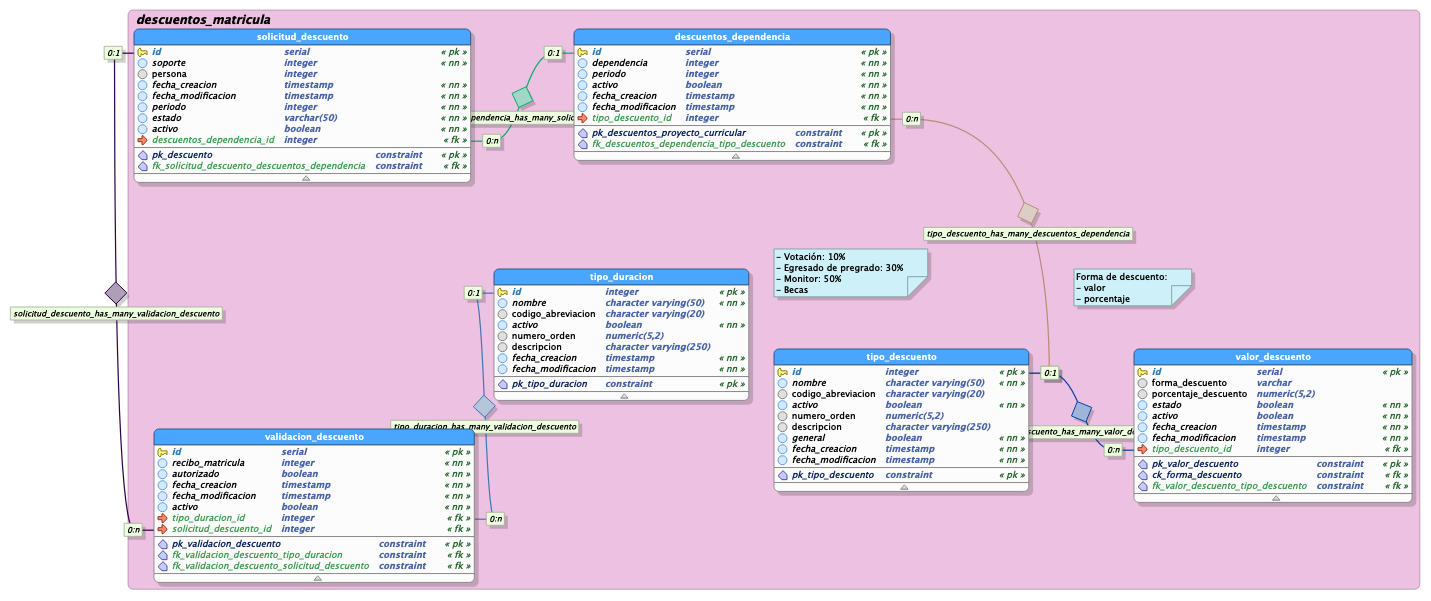 descuentos_matricula
solicitud_descuento
id serial « pk »
soporte integer « nn »
persona integer
fecha_creacion timestamp « nn »
fecha_modificacion timestamp « nn »
periodo integer « nn »
estado varchar(50) « nn »
activo boolean « nn »
descuentos_dependencia_id integer « fk »
pk_descuento constraint « pk »
fk_solicitud_descuento_descuentos_dependencia constraint « fk »
0:1
0:1
pendencia_has_many_solic
0:n
descuentos_dependencia
id serial « pk »
dependencia integer « nn »
periodo integer « nn »
activo boolean « nn »
fecha_creacion timestamp « nn »
fecha_modificacion timestamp « nn »
tipo_descuento_id integer « fk »
pk_descuentos_proyecto_curricular constraint « pk »
fk_descuentos_dependencia_tipo_descuento constraint « fk »
0:n
tipo_descuento_has_many_descuentos_dependencia
- Votación: 10%
- Egresado de pregrado: 30%
- Monitor: 50%
- Becas
Forma de descuento:
- valor
- porcentaje
solicitud_descuento_has_many_validacion_descuento
0:1
tipo_duracion
id integer « pk »
nombre character varying(50) « nn »
codigo_abreviacion character varying(20)
activo boolean « nn »
numero_orden numeric(5,2)
descripcion character varying(250)
fecha_creacion timestamp « nn »
fecha_modificacion timestamp « nn »
pk_tipo_duracion constraint « pk »
tipo_duracion_has_many_validacion_descuento
tipo_descuento
id integer « pk »
nombre character varying(50) « nn »
codigo_abreviacion character varying(20)
activo boolean « nn »
numero_orden numeric(5,2)
descripcion character varying(250)
general boolean « nn »
fecha_creacion timestamp « nn »
fecha_modificacion timestamp « nn »
pk_tipo_descuento constraint « pk »
0:1
scuento_has_many_valor_de
0:n
valor_descuento
id serial « pk »
forma_descuento varchar
porcentaje_descuento numeric(5,2)
estado boolean « nn »
activo boolean « nn »
fecha_creacion timestamp « nn »
fecha_modificacion timestamp « nn »
tipo_descuento_id integer « fk »
pk_valor_descuento constraint « pk »
ck_forma_descuento constraint « fk »
fk_valor_descuento_tipo_descuento constraint « fk »
validacion_descuento
id serial « pk »
recibo_matricula integer « nn »
autorizado boolean « nn »
fecha_creacion timestamp « nn »
fecha_modificacion timestamp « nn »
activo boolean « nn »
tipo_duracion_id integer « fk »
solicitud_descuento_id integer « fk »
pk_validacion_descuento constraint « pk »
fk_validacion_descuento_tipo_duracion constraint « fk »
fk_validacion_descuento_solicitud_descuento constraint « fk »
0:n
0:n